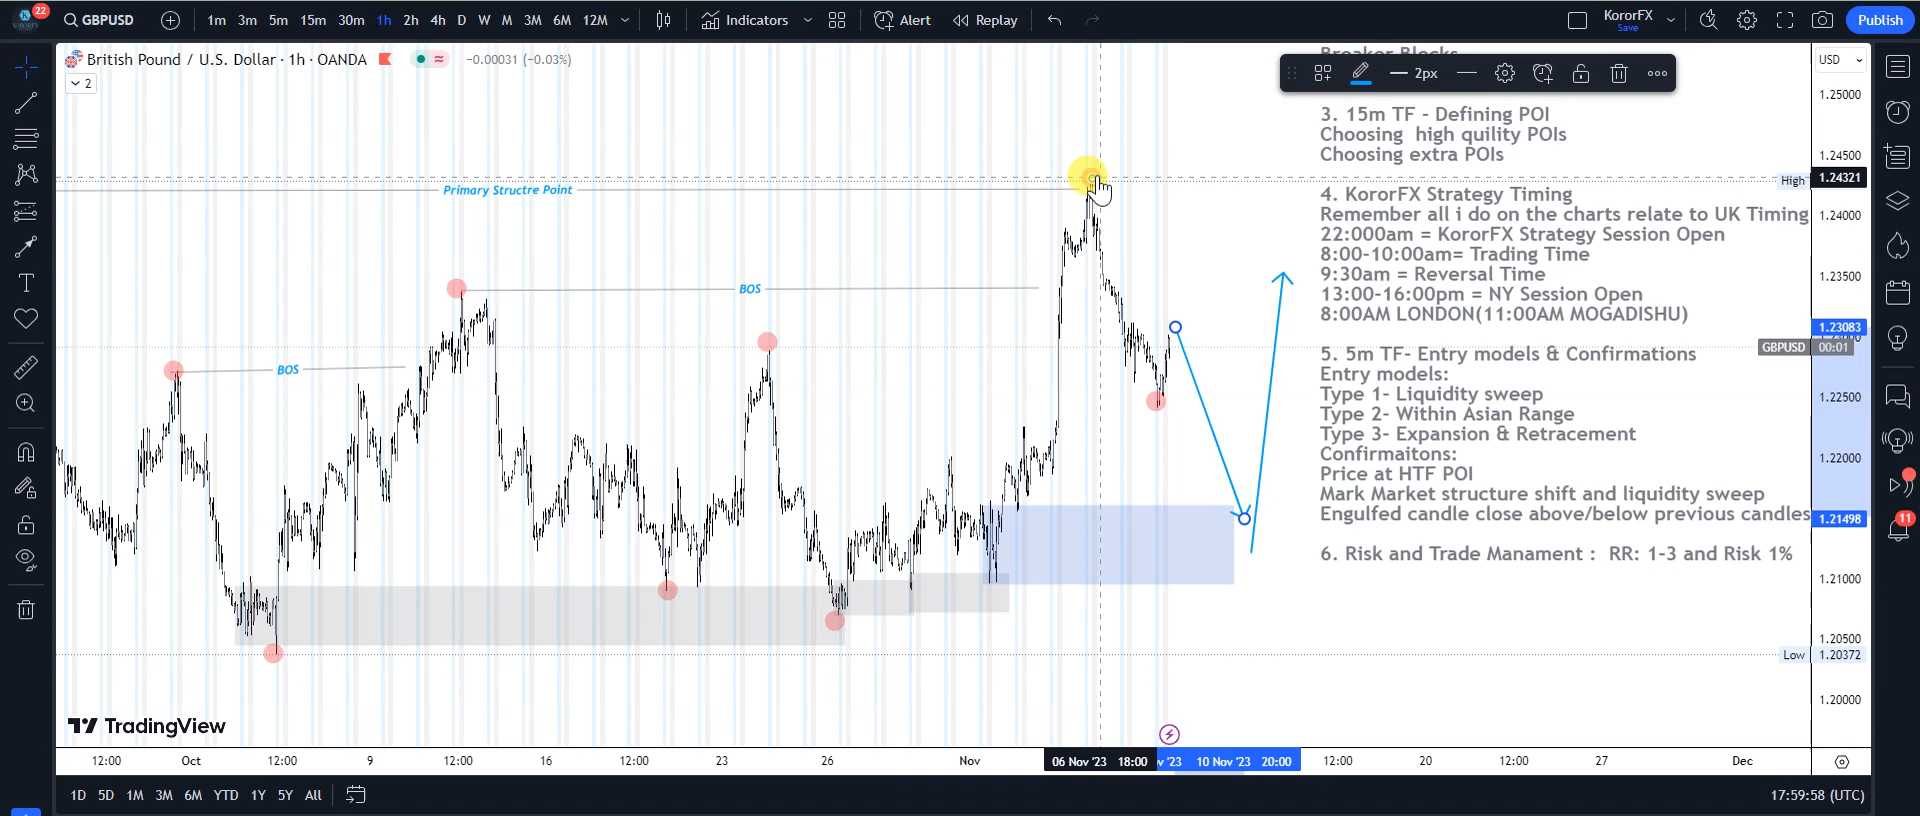 22
GBPUSD
1m 3m 5m 15m 30m 1h 2h 4h D W M 3M 6M 12M
Indicators
Alert
Replay
KororFX
Save
Publish
British Pound / U.S. Dollar · 1h · OANDA
−0.00031 (−0.03%)
2
2px
USD
Breaker Blocks
3. 15m TF - Defining POI
Choosing high quility POIs
Choosing extra POIs
4. KororFX Strategy Timing
Remember all i do on the charts relate to UK Timing
22:000am = KororFX Strategy Session Open
8:00-10:00am= Trading Time
9:30am = Reversal Time
13:00-16:00pm = NY Session Open
8:00AM LONDON(11:00AM MOGADISHU)
5. 5m TF- Entry models & Confirmations
Entry models:
Type 1- Liquidity sweep
Type 2- Within Asian Range
Type 3- Expansion & Retracement
Confirmaitons:
Price at HTF POI
Mark Market structure shift and liquidity sweep
Engulfed candle close above/below previous candles
6. Risk and Trade Manament : RR: 1-3 and Risk 1%
Primary Structre Point
BOS
BOS
1.25000
1.24500
High 1.24321
1.24000
1.23500
1.23083
GBPUSD 00:01
1.22500
1.22000
1.21498
1.21000
1.20500
Low 1.20372
1.20000
11
TradingView
12:00 Oct 12:00 9 12:00 16 12:00 23 26 Nov 06 Nov '23 18:00 v '23 10 Nov '23 20:00 12:00 20 12:00 27 Dec
1D 5D 1M 3M 6M YTD 1Y 5Y All
17:59:58 (UTC)